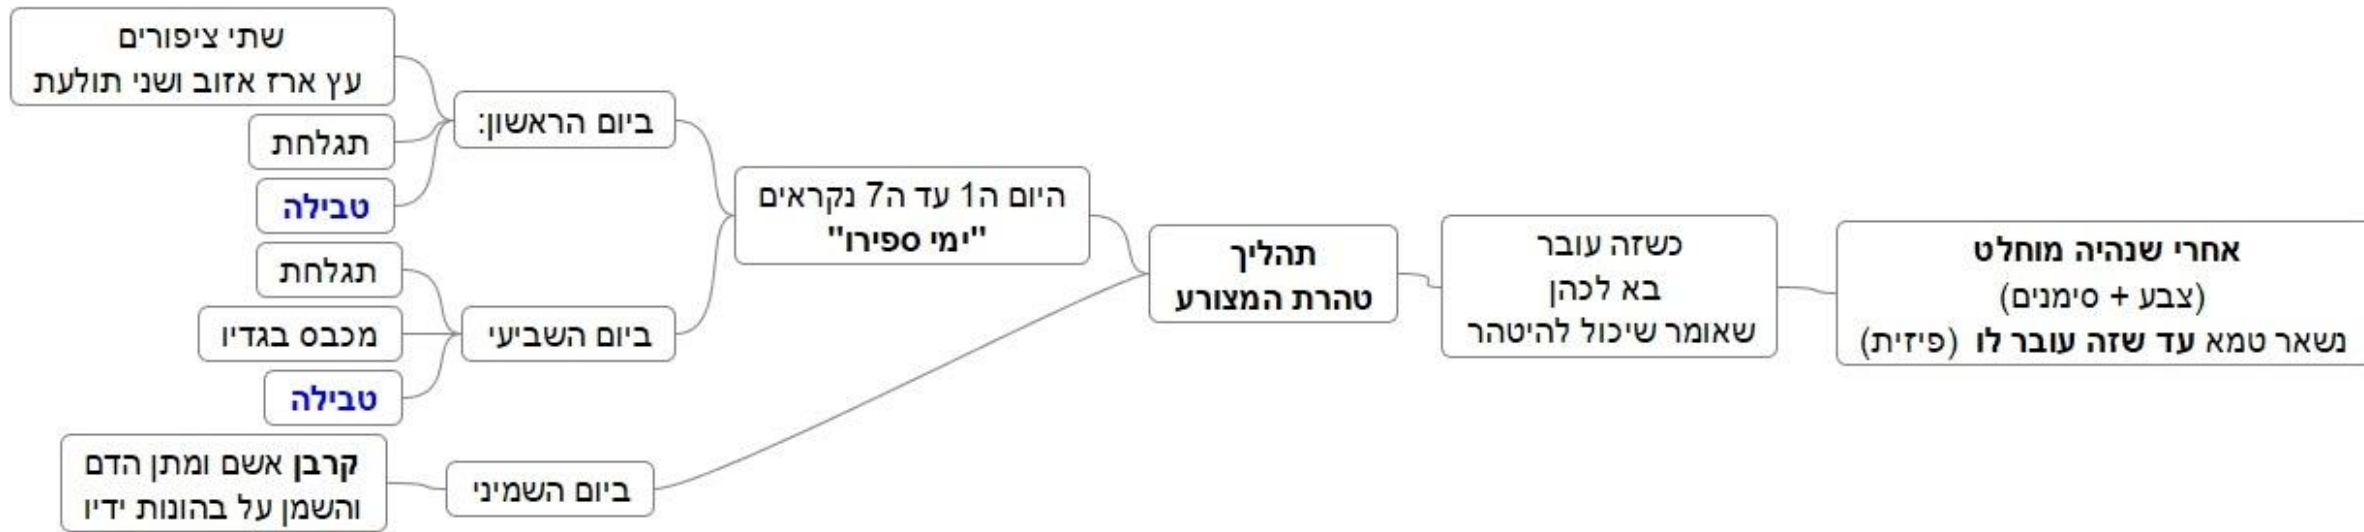 אחרי שנהיה מוחלט
(צבע + סימנים)
נשאר טמא עד שזה עובר לו (פיזית)
כשזה עובר
בא לכהן
שאומר שיכול להיטהר
תהליך
טהרת המצורע
היום ה1 עד ה7 נקראים
"ימי ספירו"
ביום הראשון:
שתי ציפורים
עץ ארז אזוב ושני תולעת
תגלחת
טבילה
ביום השביעי
תגלחת
מכבס בגדיו
טבילה
ביום השמיני
קרבן אשם ומתן הדם
והשמן על בהונות ידיו